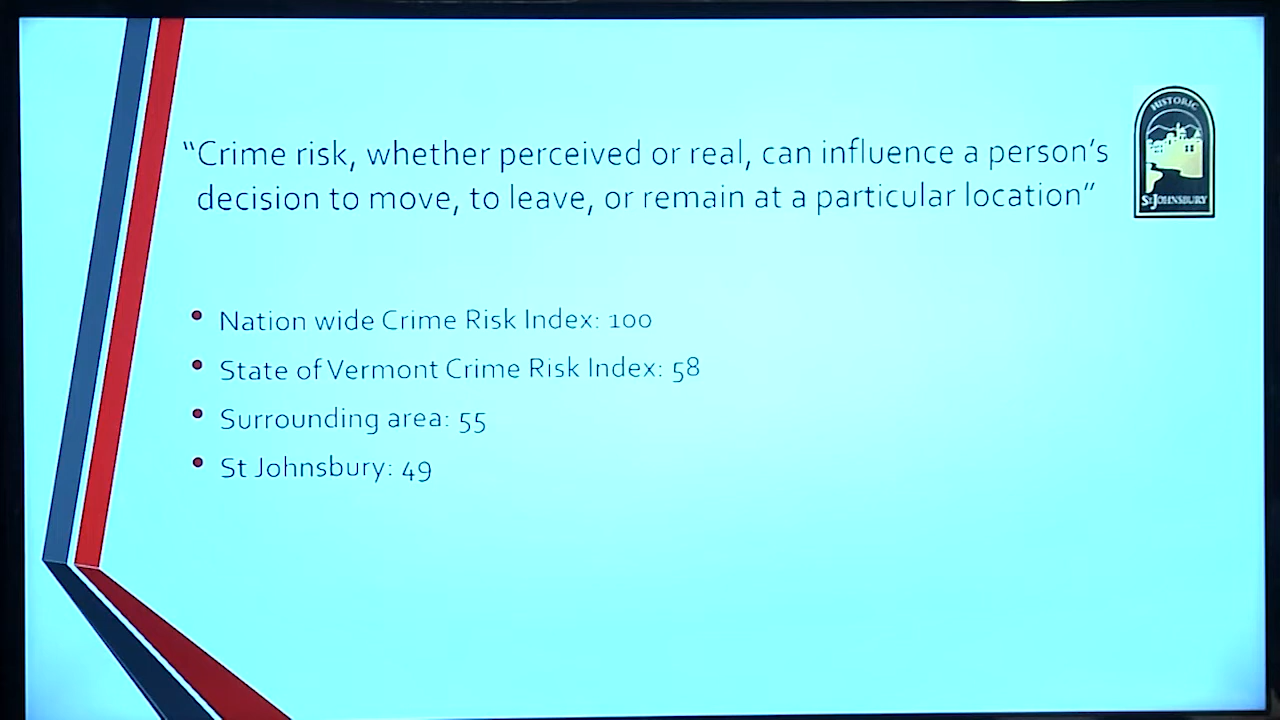 “Crime risk, whether perceived or real, can influence a person’s
decision to move, to leave, or remain at a particular location”
HISTORIC
ST JOHNSBURY
• Nation wide Crime Risk Index: 100
• State of Vermont Crime Risk Index: 58
• Surrounding area: 55
• St Johnsbury: 49